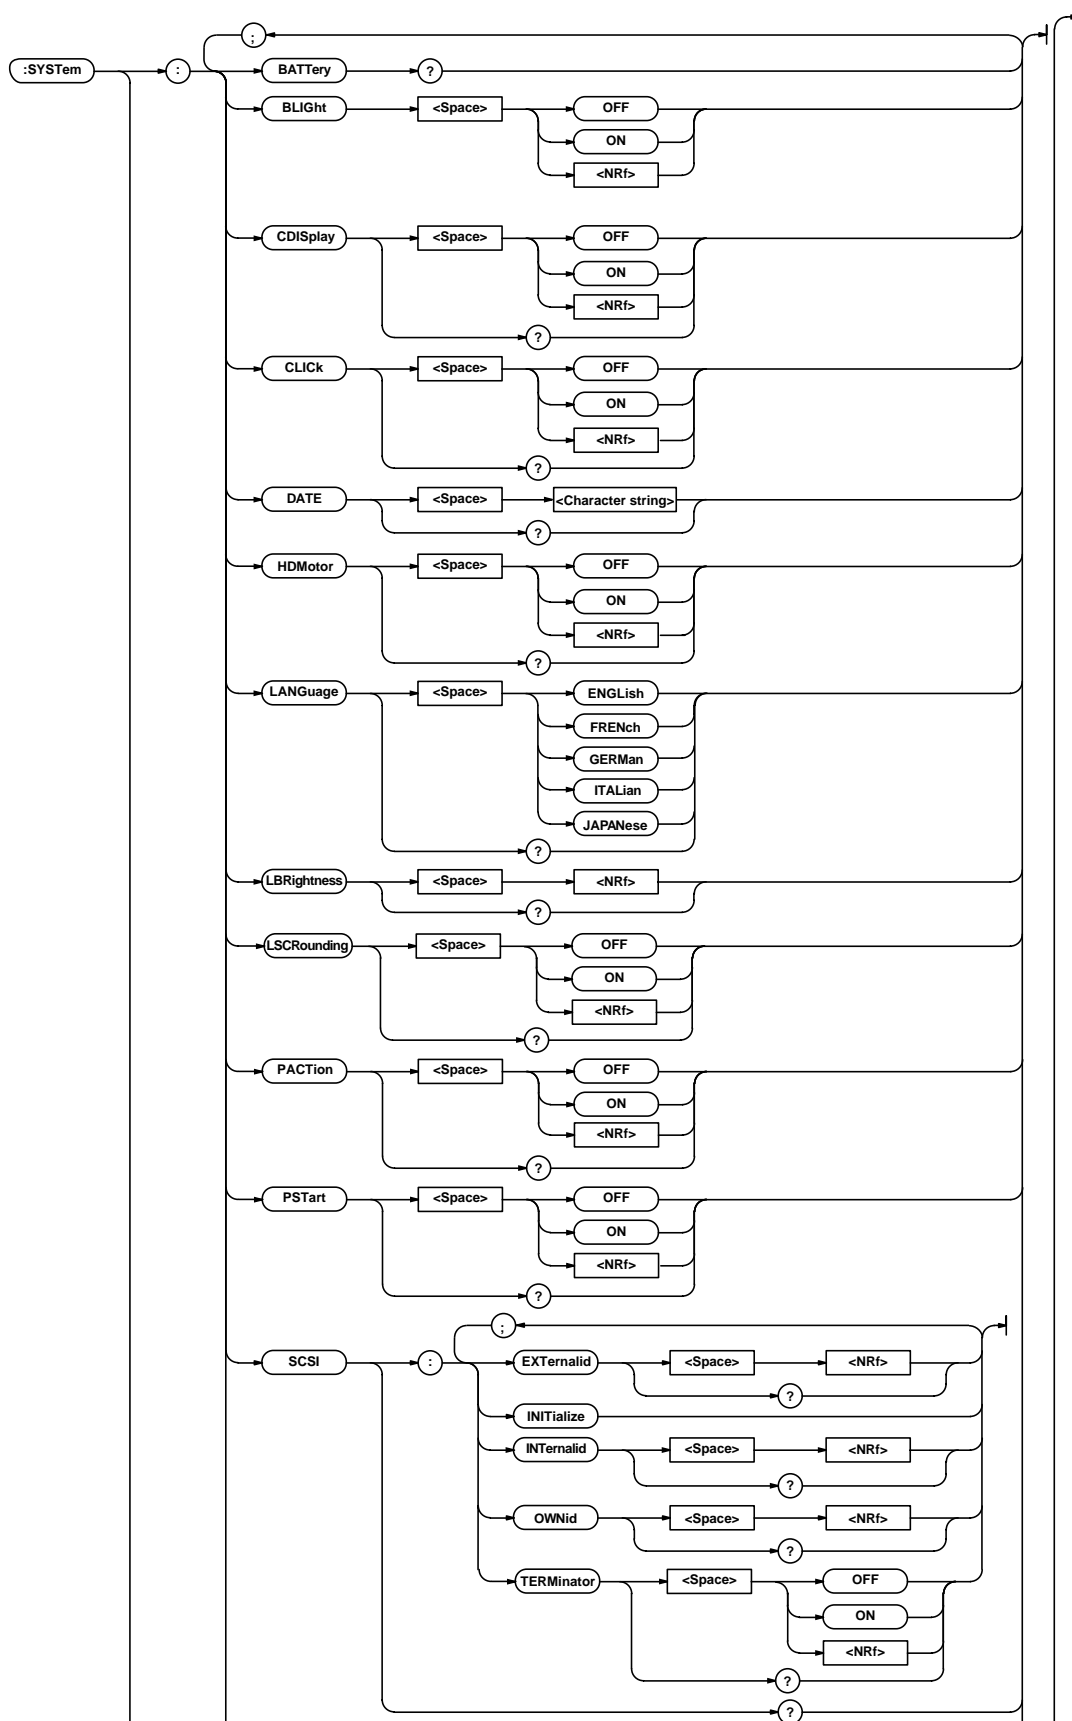 ;
:SYSTem : BATTery ?
BLIGht <Space> OFF
ON
<NRf>
CDISplay <Space> OFF
ON
<NRf>
?
CLICk <Space> OFF
ON
<NRf>
?
DATE <Space> <Character string>
?
HDMotor <Space> OFF
ON
<NRf>
?
LANGuage <Space> ENGLish
FRENch
GERMan
ITALian
JAPANese
?
LBRightness <Space> <NRf>
?
LSCRounding <Space> OFF
ON
<NRf>
?
PACTion <Space> OFF
ON
<NRf>
?
PSTart <Space> OFF
ON
<NRf>
?
;
SCSI : EXTernalid <Space> <NRf>
?
INITialize
INTernalid <Space> <NRf>
?
OWNid <Space> <NRf>
?
TERMinator <Space> OFF
ON
<NRf>
?
?